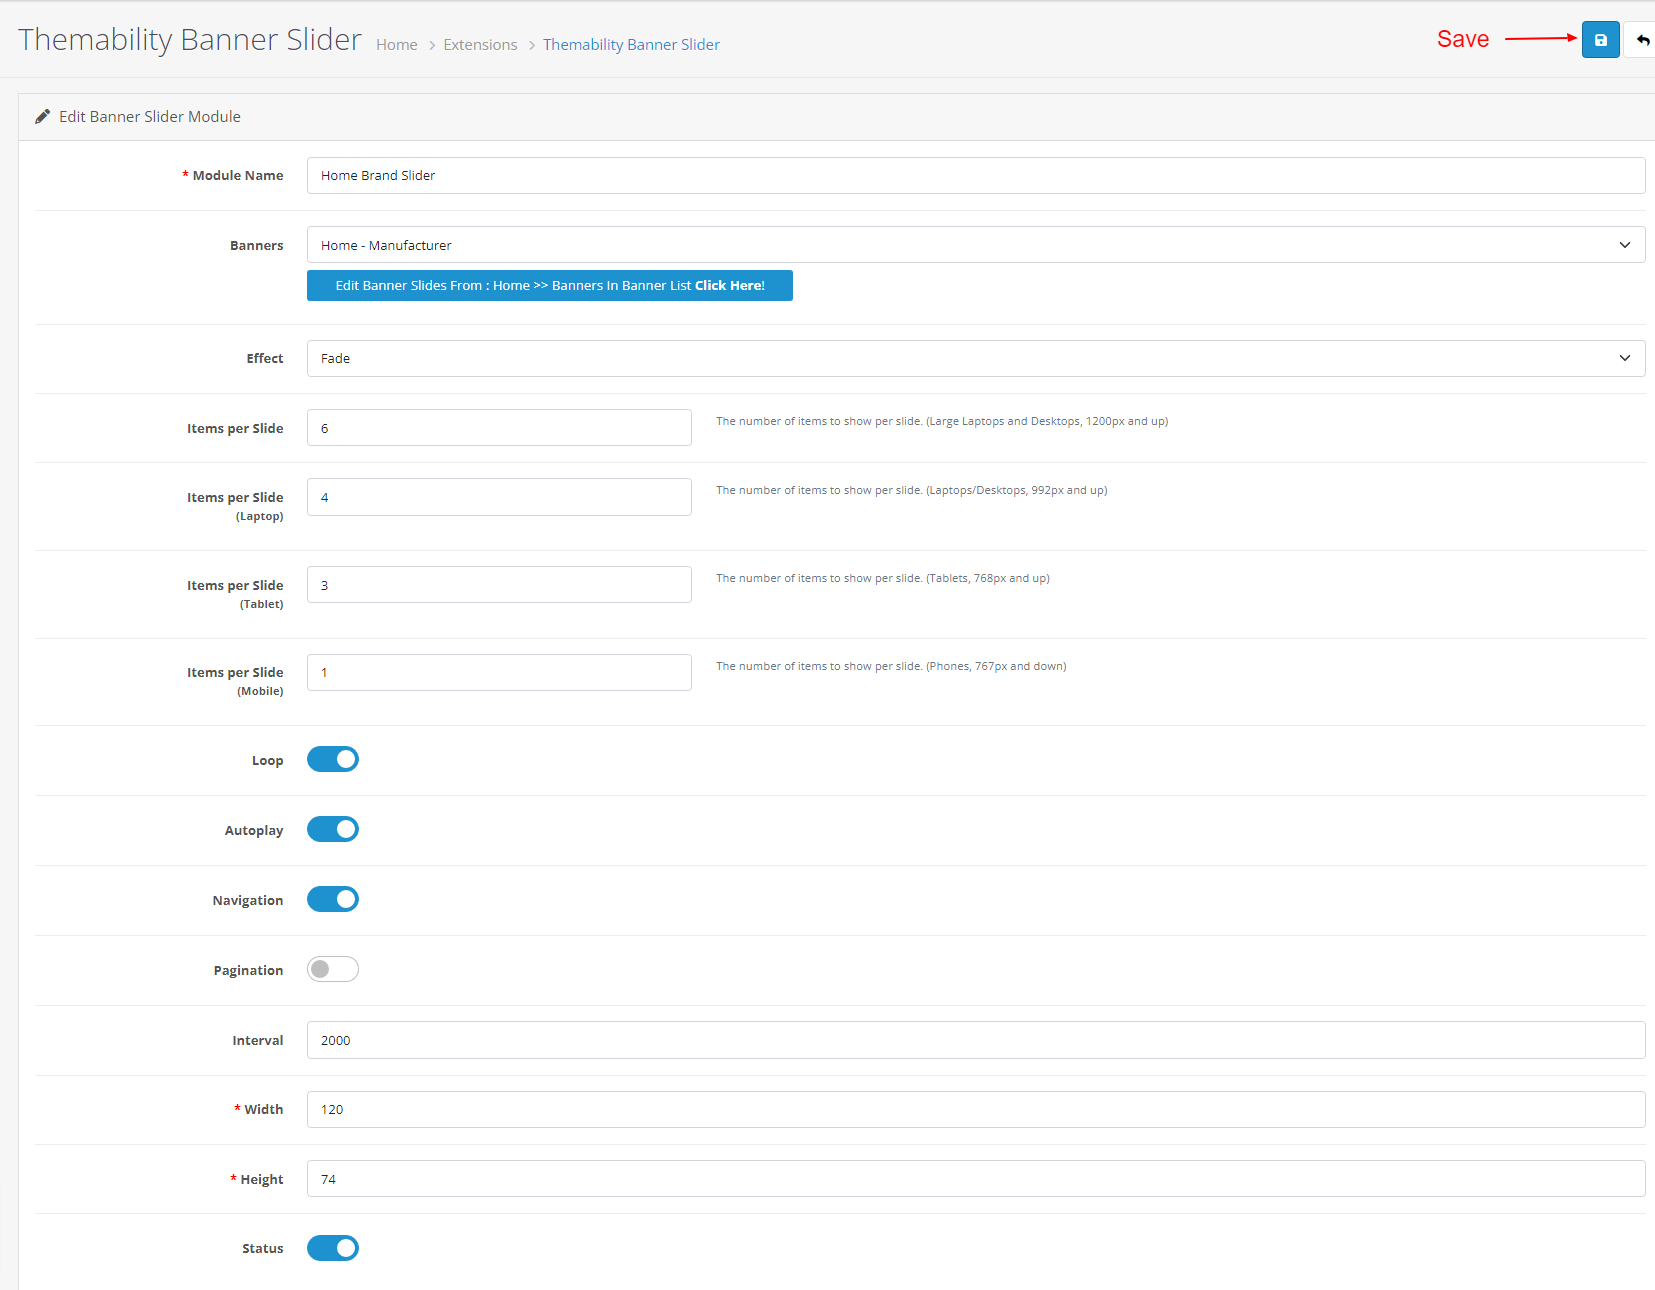 Themability Banner Slider Home > Extensions > Themability Banner Slider Save
Edit Banner Slider Module
* Module Name Home Brand Slider
Banners Home - Manufacturer
Edit Banner Slides From : Home >> Banners In Banner List Click Here!
Effect Fade
Items per Slide 6 The number of items to show per slide. (Large Laptops and Desktops, 1200px and up)
Items per Slide 4 The number of items to show per slide. (Laptops/Desktops, 992px and up)
(Laptop)
Items per Slide 3 The number of items to show per slide. (Tablets, 768px and up)
(Tablet)
Items per Slide 1 The number of items to show per slide. (Phones, 767px and down)
(Mobile)
Loop
Autoplay
Navigation
Pagination
Interval 2000
* Width 120
* Height 74
Status